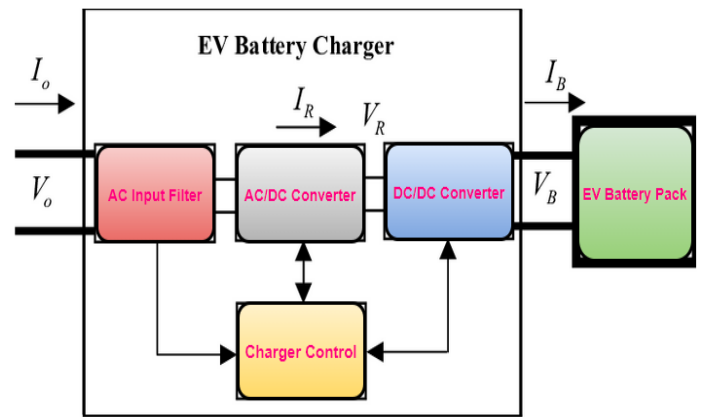 EV Battery Charger
I_o
I_R
V_R
I_B
V_o
AC Input Filter
AC/DC Converter
DC/DC Converter
V_B
EV Battery Pack
Charger Control